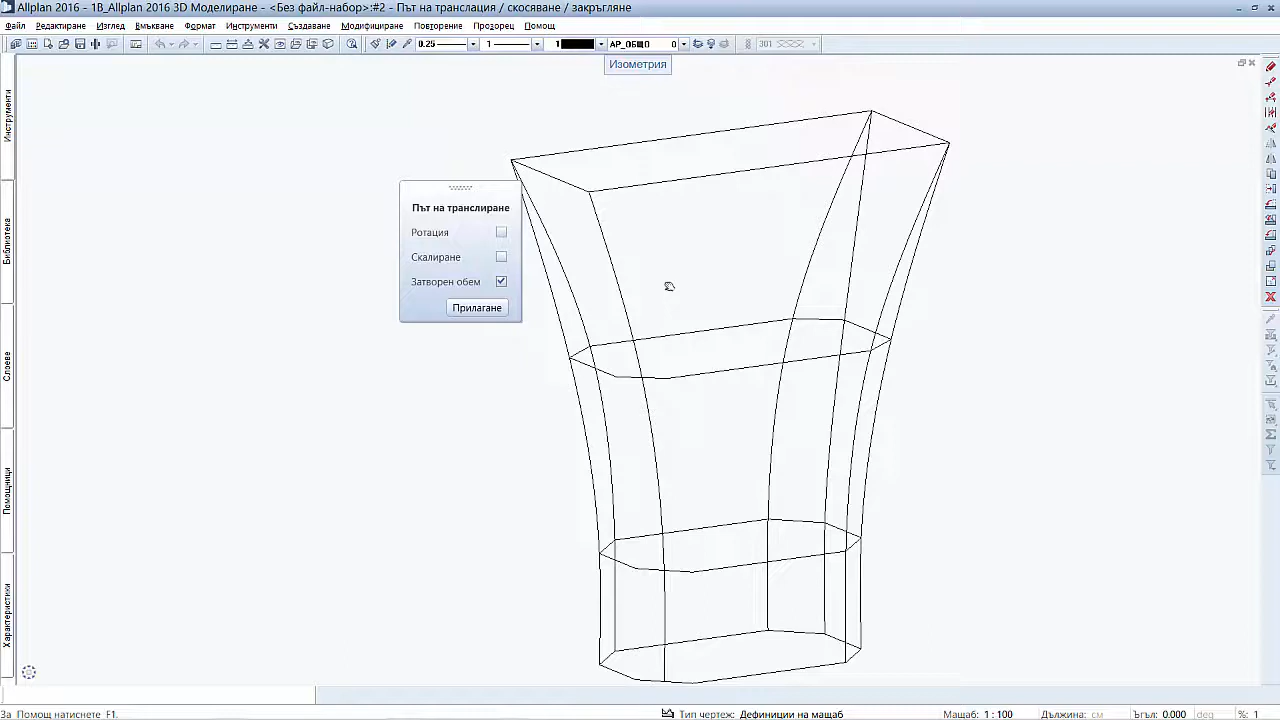 Allplan 2016 - 1B_Allplan 2016 3D Моделиране - <Без файл-набор>:#2 - Път на транслация / скосяване / закръгляне
Файл Редактиране Изглед Вмъкване Формат Инструменти Създаване Модифициране Повторение Прозорец Помощ
0.25 1 1 АР_ОБЩО 0 301
Изометрия
Път на транслиране
Ротация
Скалиране
Затворен обем
Прилагане
Инструменти
Библиотека
Слоеве
Помощници
Характеристики
За Помощ натиснете F1.
Тип чертеж: Дефиниции на мащаб
Мащаб: 1 : 100
Дължина: см
Ъгъл: 0.000 deg
%: 1